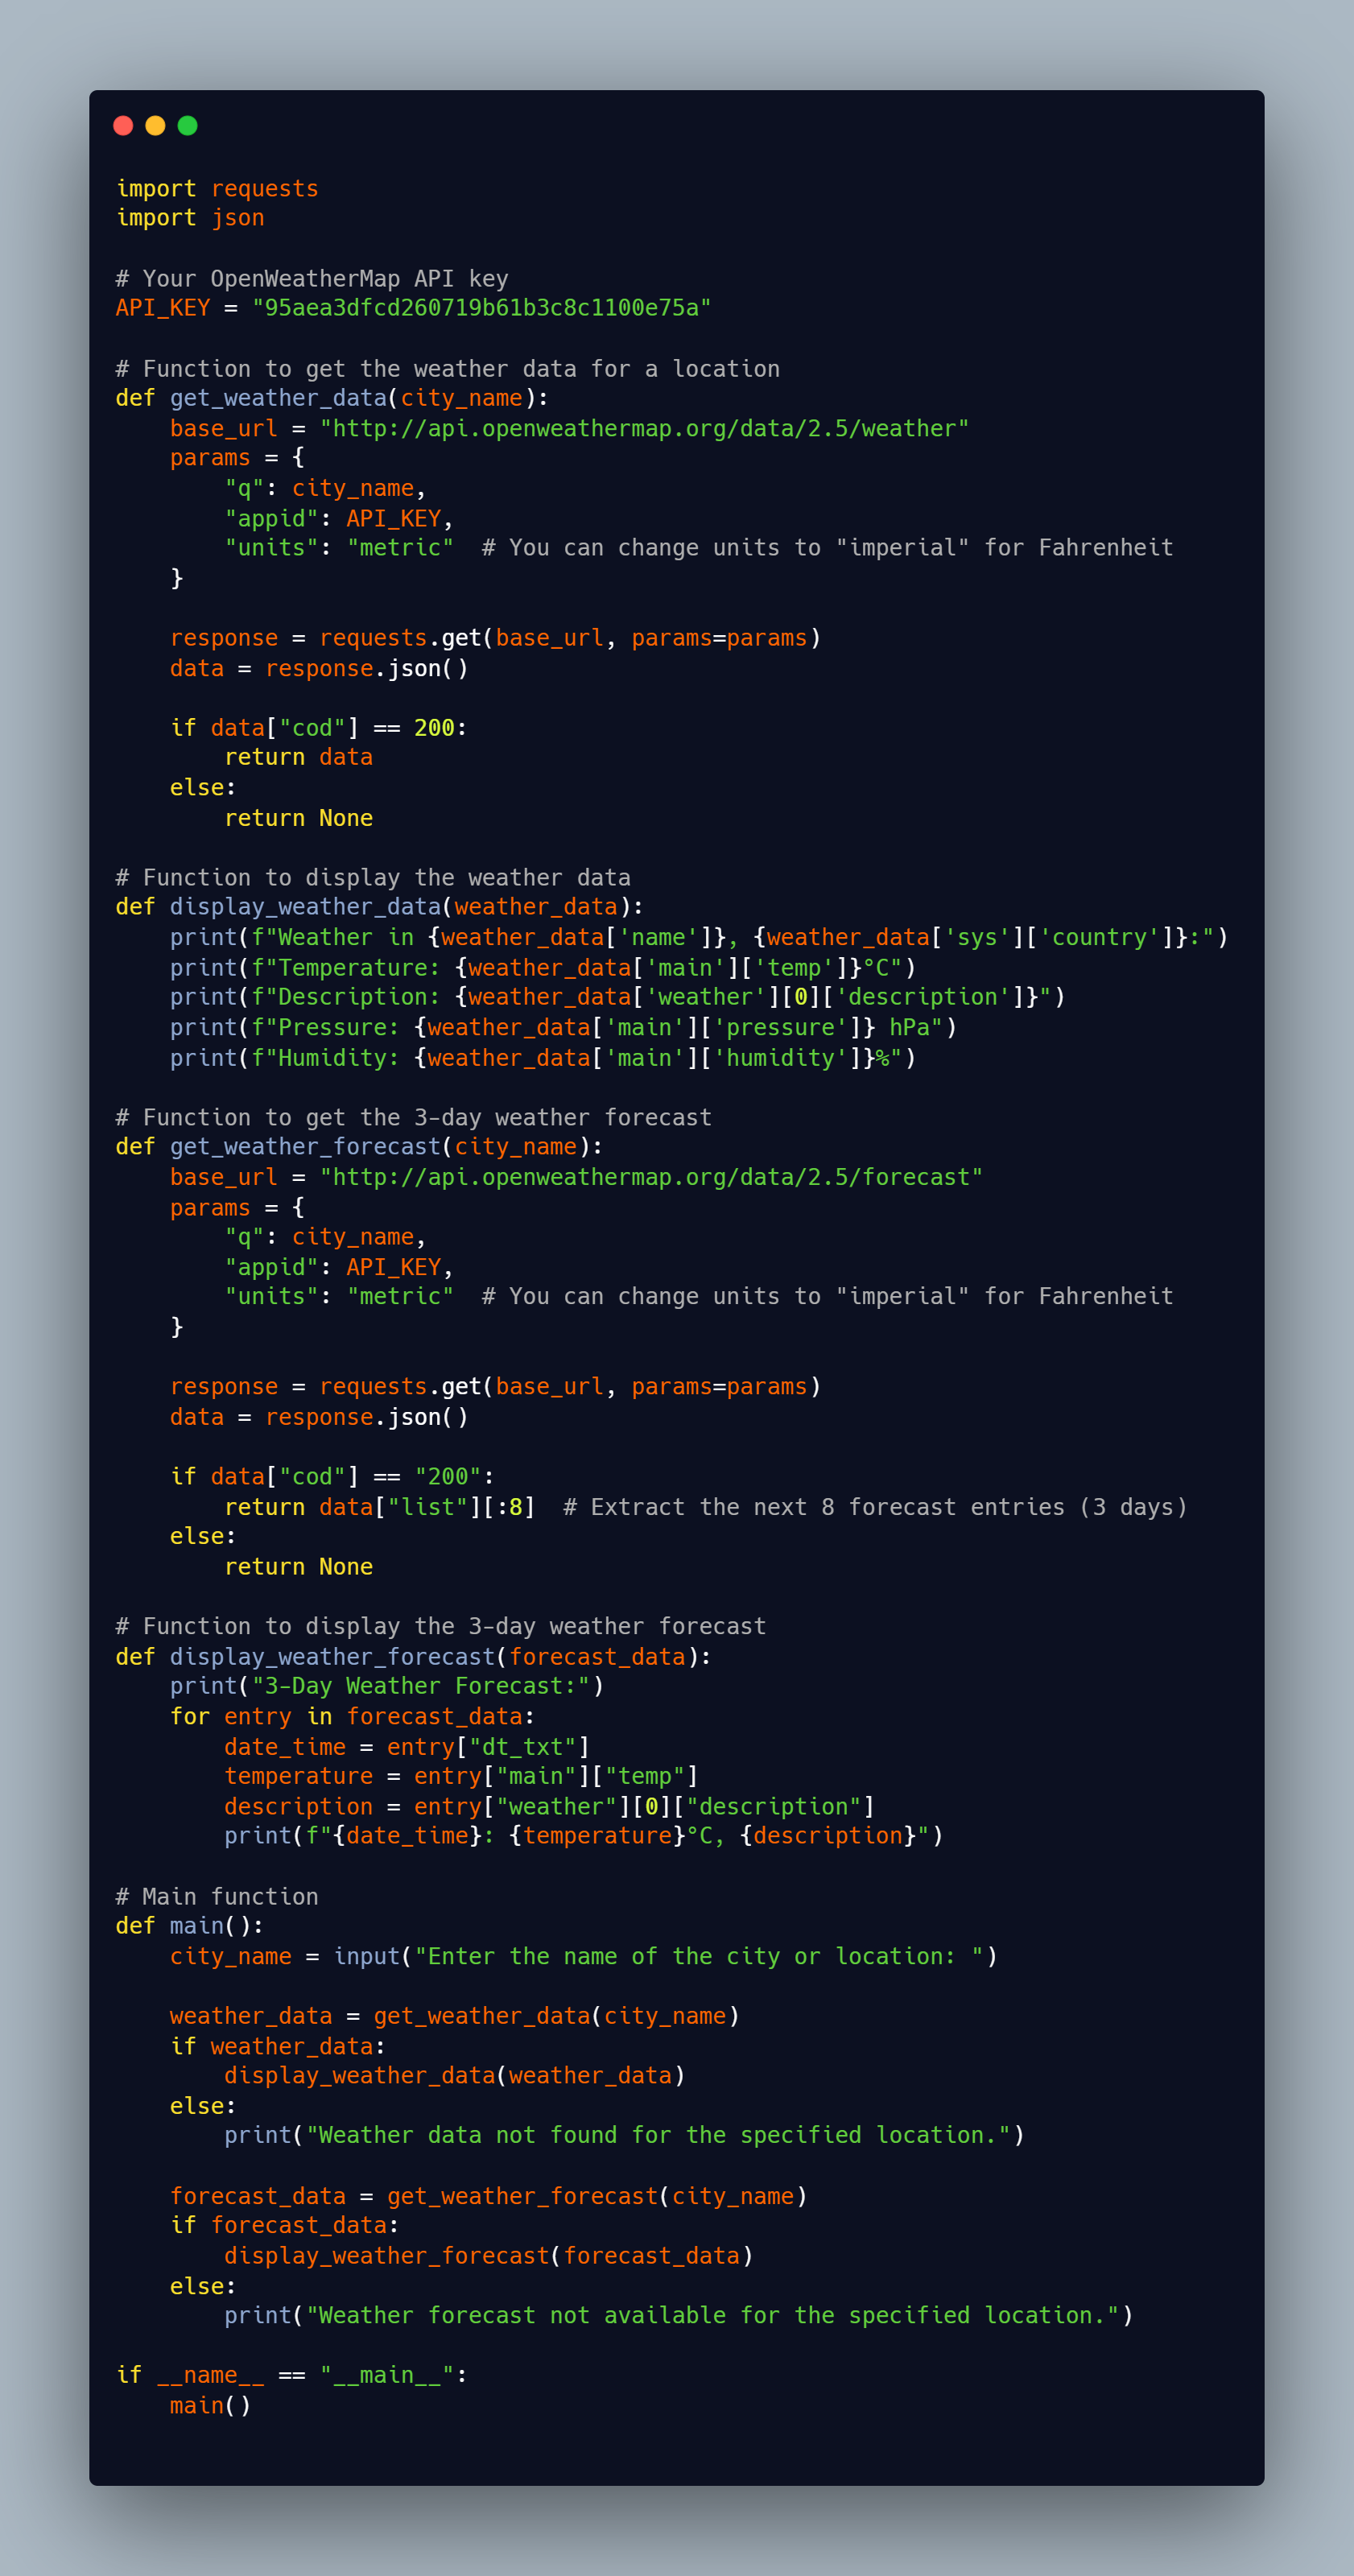 import requests
import json

# Your OpenWeatherMap API key
API_KEY = "95aea3dfcd260719b61b3c8c1100e75a"

# Function to get the weather data for a location
def get_weather_data(city_name):
    base_url = "http://api.openweathermap.org/data/2.5/weather"
    params = {
        "q": city_name,
        "appid": API_KEY,
        "units": "metric"  # You can change units to "imperial" for Fahrenheit
    }

    response = requests.get(base_url, params=params)
    data = response.json()

    if data["cod"] == 200:
        return data
    else:
        return None

# Function to display the weather data
def display_weather_data(weather_data):
    print(f"Weather in {weather_data['name']}, {weather_data['sys']['country']}:")
    print(f"Temperature: {weather_data['main']['temp']}°C")
    print(f"Description: {weather_data['weather'][0]['description']}")
    print(f"Pressure: {weather_data['main']['pressure']} hPa")
    print(f"Humidity: {weather_data['main']['humidity']}%")

# Function to get the 3-day weather forecast
def get_weather_forecast(city_name):
    base_url = "http://api.openweathermap.org/data/2.5/forecast"
    params = {
        "q": city_name,
        "appid": API_KEY,
        "units": "metric"  # You can change units to "imperial" for Fahrenheit
    }

    response = requests.get(base_url, params=params)
    data = response.json()

    if data["cod"] == "200":
        return data["list"][:8]  # Extract the next 8 forecast entries (3 days)
    else:
        return None

# Function to display the 3-day weather forecast
def display_weather_forecast(forecast_data):
    print("3-Day Weather Forecast:")
    for entry in forecast_data:
        date_time = entry["dt_txt"]
        temperature = entry["main"]["temp"]
        description = entry["weather"][0]["description"]
        print(f"{date_time}: {temperature}°C, {description}")

# Main function
def main():
    city_name = input("Enter the name of the city or location: ")

    weather_data = get_weather_data(city_name)
    if weather_data:
        display_weather_data(weather_data)
    else:
        print("Weather data not found for the specified location.")

    forecast_data = get_weather_forecast(city_name)
    if forecast_data:
        display_weather_forecast(forecast_data)
    else:
        print("Weather forecast not available for the specified location.")

if __name__ == "__main__":
    main()